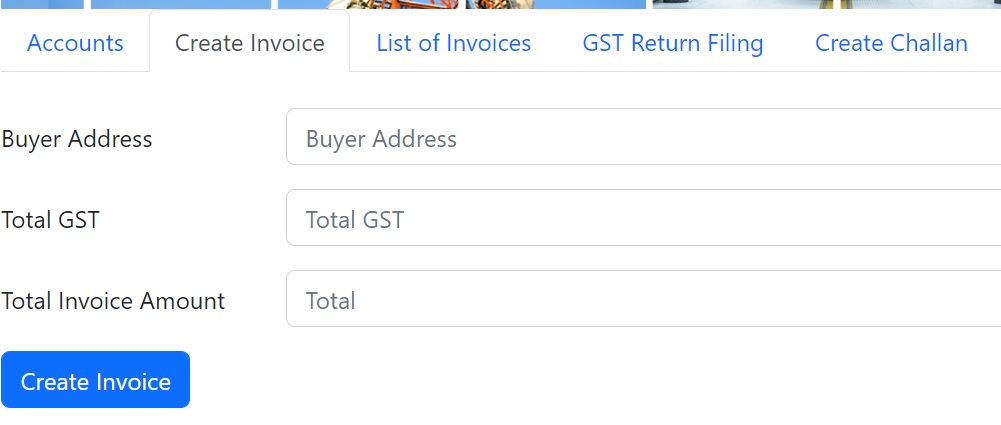 Accounts Create Invoice List of Invoices GST Return Filing Create Challan
Buyer Address Buyer Address
Total GST Total GST
Total Invoice Amount Total
Create Invoice